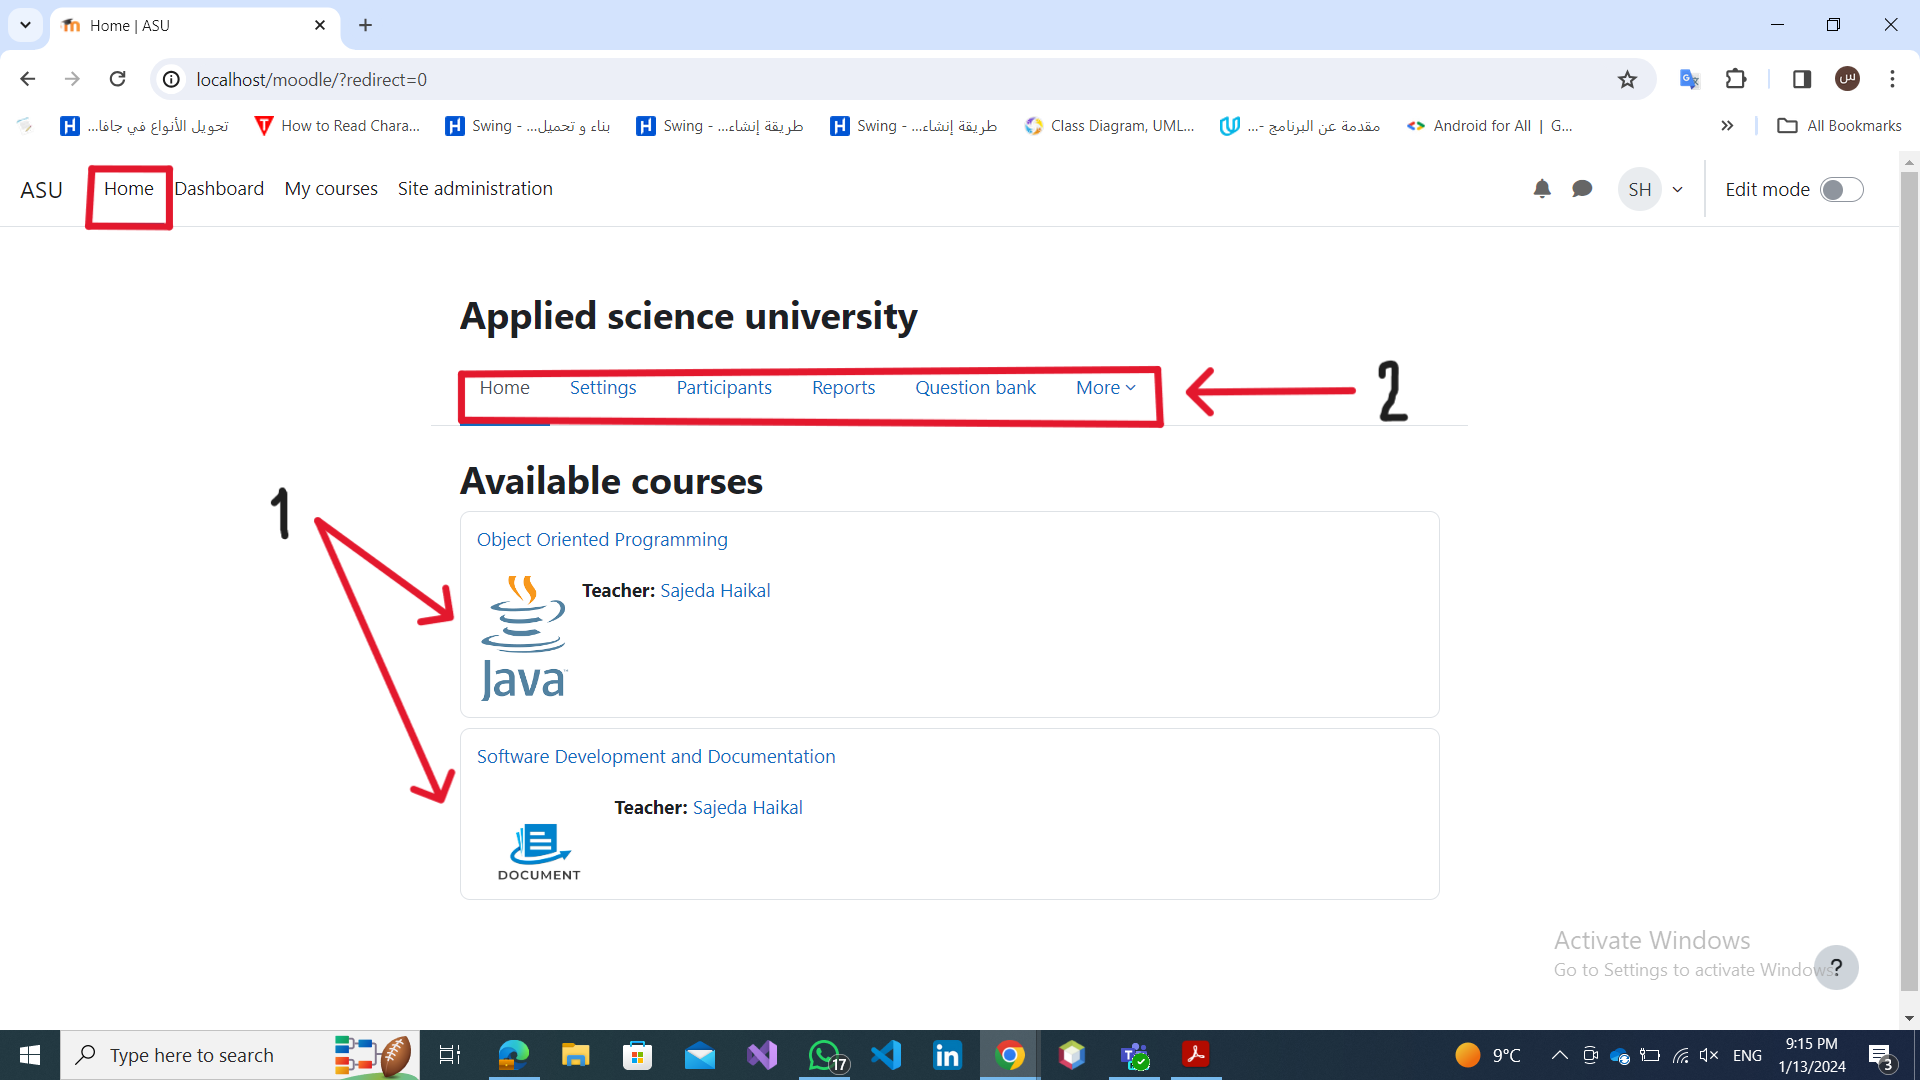 Home | ASU
localhost/moodle/?redirect=0
س
تحويل الأنواع في جافا...
How to Read Chara...
Swing - ...بناء و تحميل
Swing - ...طريقة إنشاء
Swing - ...طريقة إنشاء
Class Diagram, UML...
مقدمة عن البرنامج -...
Android for All | G...
All Bookmarks
ASU Home Dashboard My courses Site administration SH Edit mode
Applied science university
Home Settings Participants Reports Question bank More
2
Available courses
1
Object Oriented Programming
Teacher: Sajeda Haikal
Java
Software Development and Documentation
Teacher: Sajeda Haikal
DOCUMENT
Activate Windows
Go to Settings to activate Windows.
?
Type here to search
17
9°C
ENG
9:15 PM
1/13/2024
3